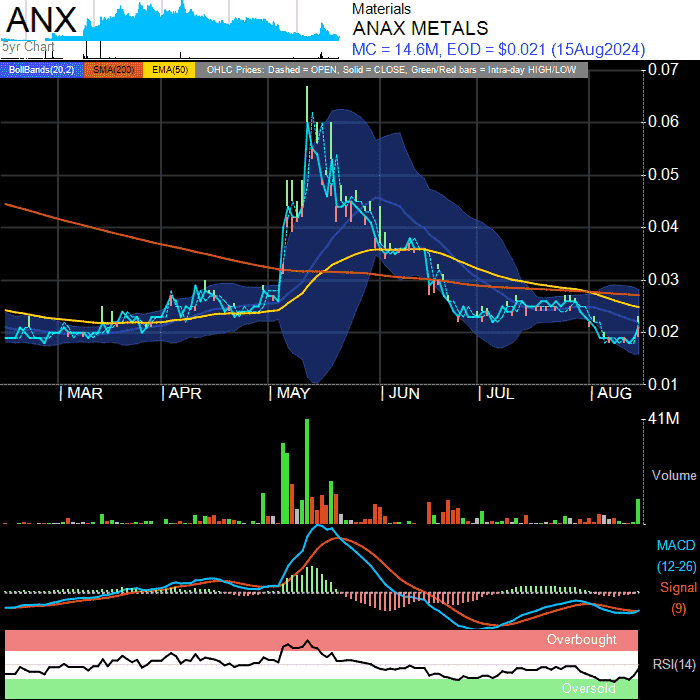 ANX
5yr Chart
Materials
ANAX METALS
MC = 14.6M, EOD = $0.021 (15Aug2024)
BollBands(20,2) SMA(200) EMA(50) OHLC Prices: Dashed = OPEN, Solid = CLOSE, Green/Red bars = Intra-day HIGH/LOW
0.07
0.06
0.05
0.04
0.03
0.02
0.01
MAR APR MAY JUN JUL AUG
41M
Volume
MACD
(12-26)
Signal
(9)
Overbought
RSI(14)
Oversold